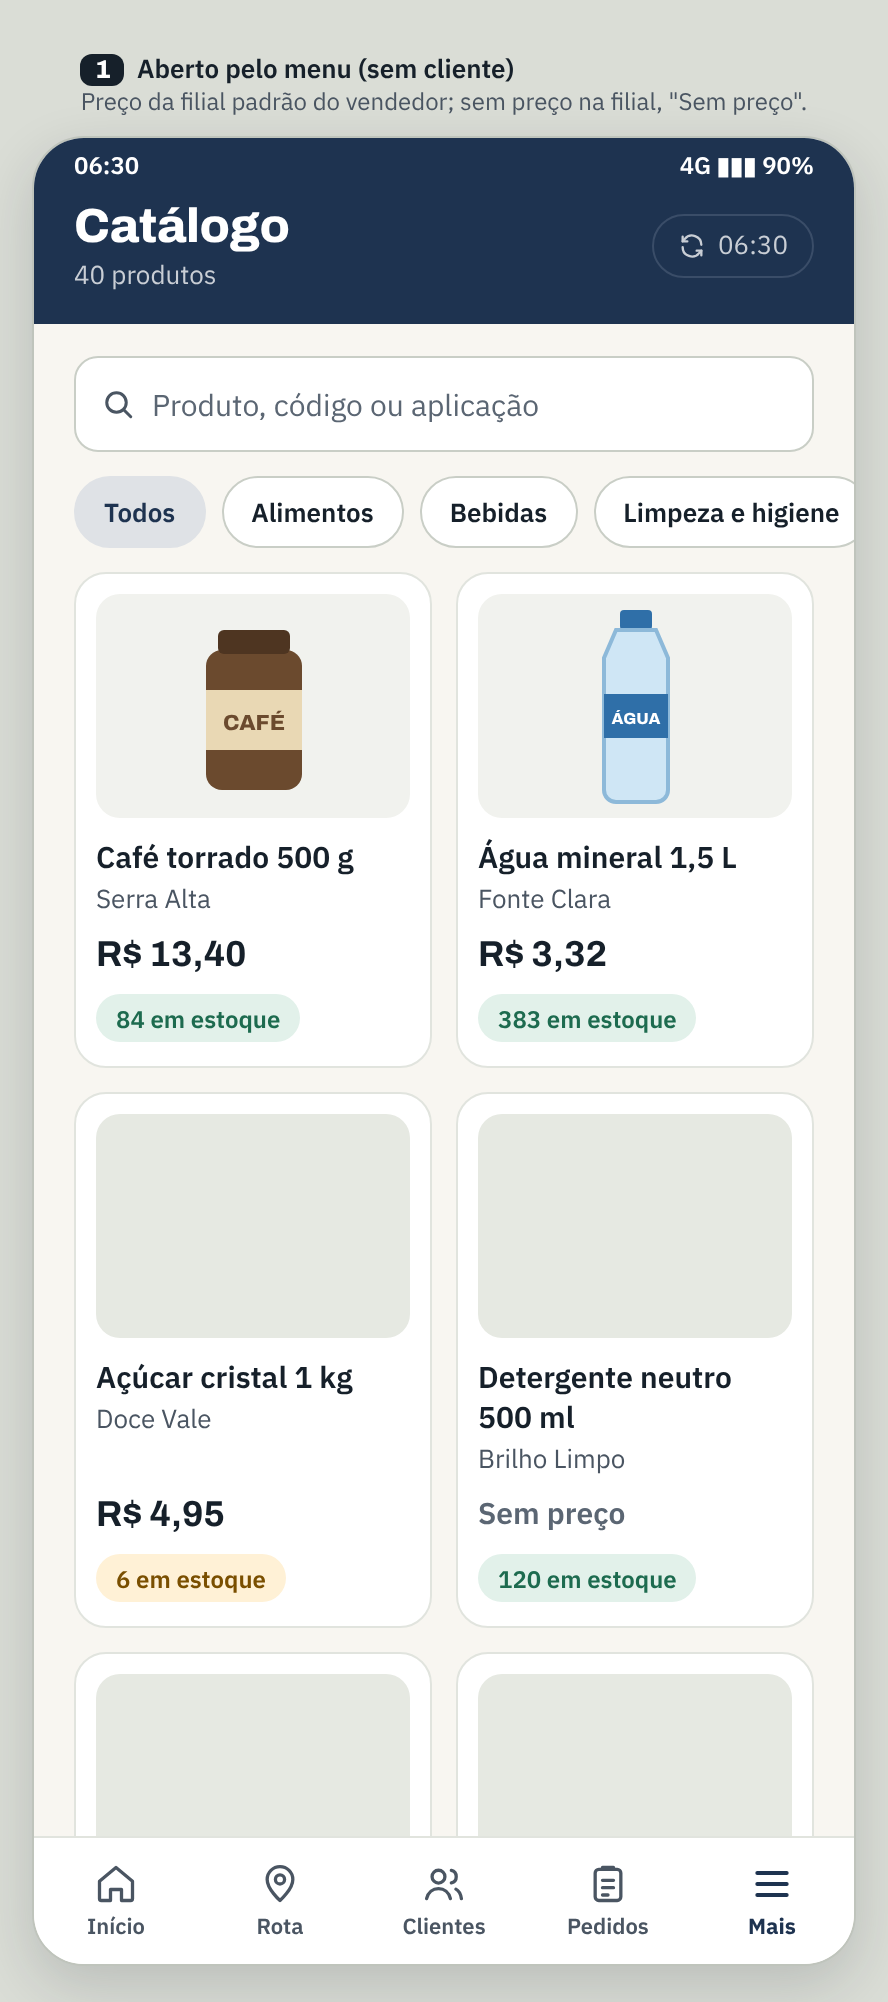 1 Aberto pelo menu (sem cliente)
Preço da filial padrão do vendedor; sem preço na filial, "Sem preço".
06:30 4G 90%
Catálogo
40 produtos
06:30
Produto, código ou aplicação
Todos Alimentos Bebidas Limpeza e higiene
CAFÉ
Café torrado 500 g
Serra Alta
R$ 13,40
84 em estoque
ÁGUA
Água mineral 1,5 L
Fonte Clara
R$ 3,32
383 em estoque
Açúcar cristal 1 kg
Doce Vale
R$ 4,95
6 em estoque
Detergente neutro
500 ml
Brilho Limpo
Sem preço
120 em estoque
Início Rota Clientes Pedidos Mais